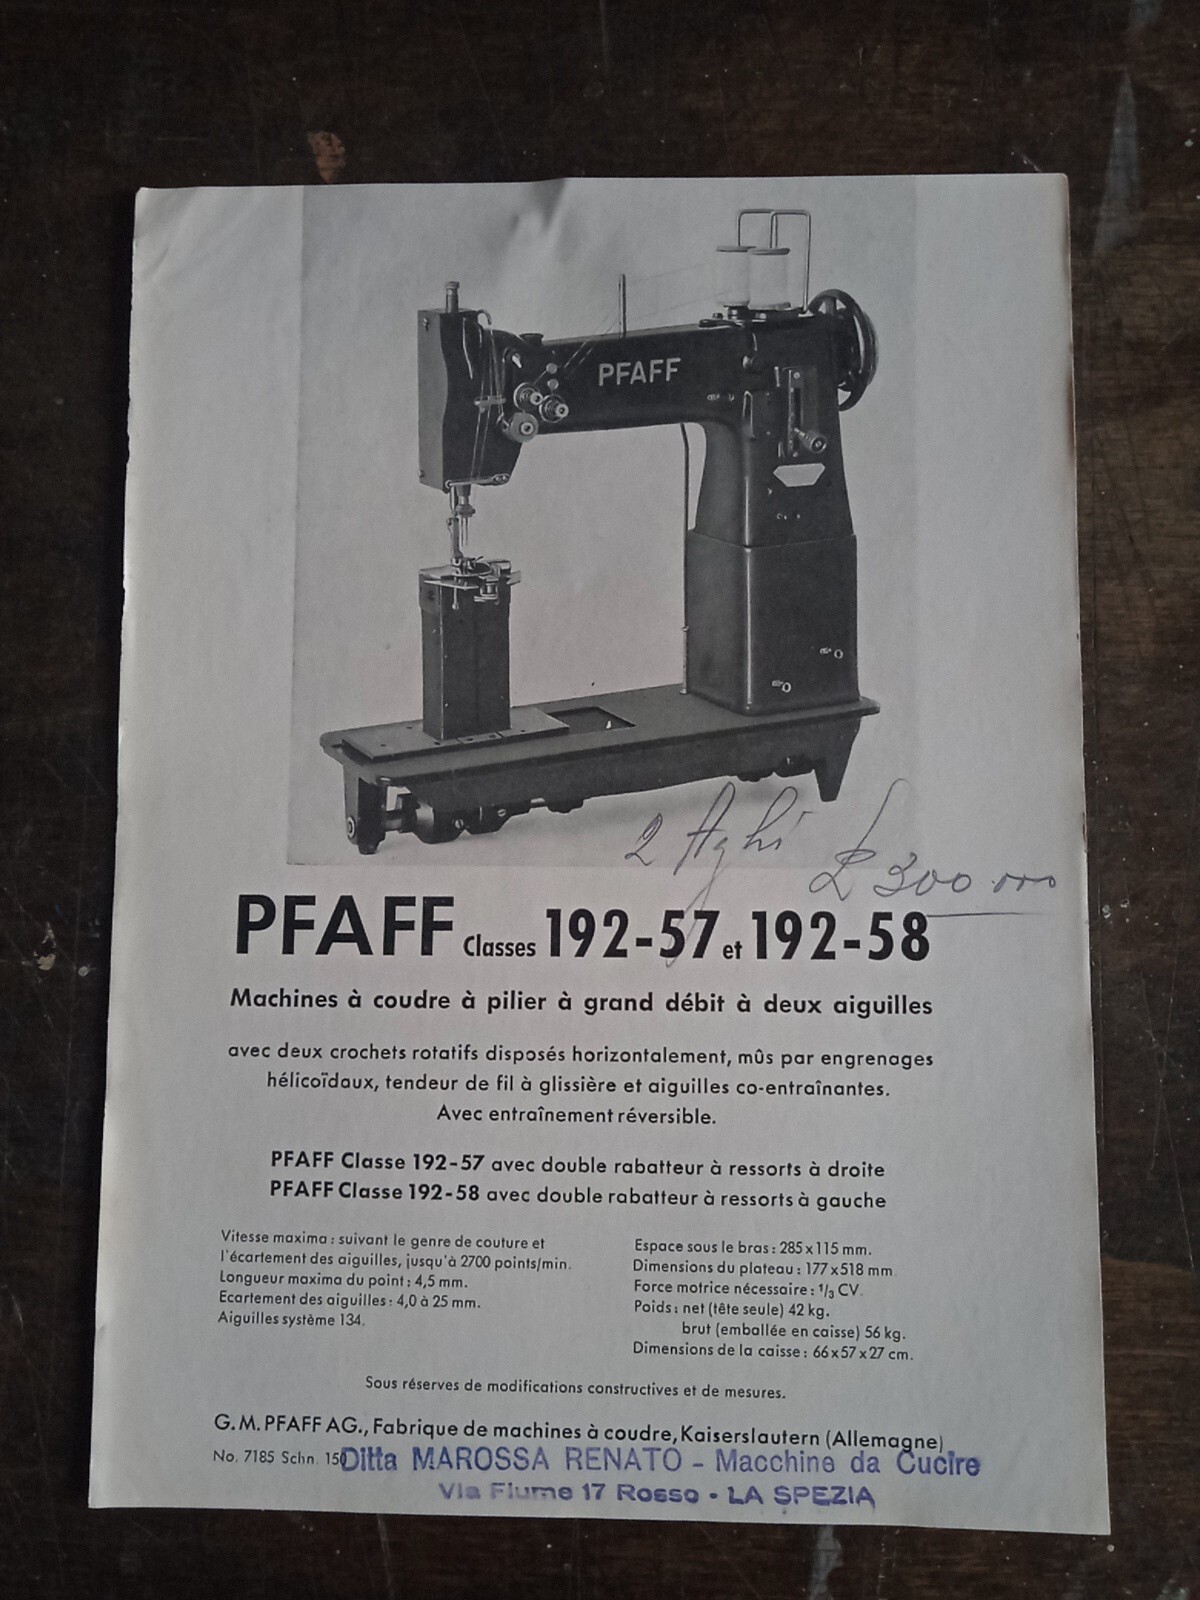 PFAFF
2 Aghi £ 300.000
PFAFF Classes 192-57 et 192-58
Machines à coudre à pilier à grand débit à deux aiguilles
avec deux crochets rotatifs disposés horizontalement, mûs par engrenages
hélicoïdaux, tendeur de fil à glissière et aiguilles co-entraînantes.
Avec entraînement réversible.
PFAFF Classe 192-57 avec double rabatteur à ressorts à droite
PFAFF Classe 192-58 avec double rabatteur à ressorts à gauche
Vitesse maxima : suivant le genre de couture et
l'écartement des aiguilles, jusqu'à 2700 points/min.
Longueur maxima du point : 4,5 mm.
Ecartement des aiguilles : 4,0 à 25 mm.
Aiguilles système 134.
Espace sous le bras : 285 x 115 mm.
Dimensions du plateau : 177 x 518 mm
Force motrice nécessaire : 1/3 CV.
Poids : net (tête seule) 42 kg.
brut (emballée en caisse) 56 kg.
Dimensions de la caisse : 66 x 57 x 27 cm.
Sous réserves de modifications constructives et de mesures.
G. M. PFAFF AG., Fabrique de machines à coudre, Kaiserslautern (Allemagne)
No. 7185 Schn. 150
Ditta MAROSSA RENATO - Macchine da Cucire
Via Fiume 17 Rosso - LA SPEZIA